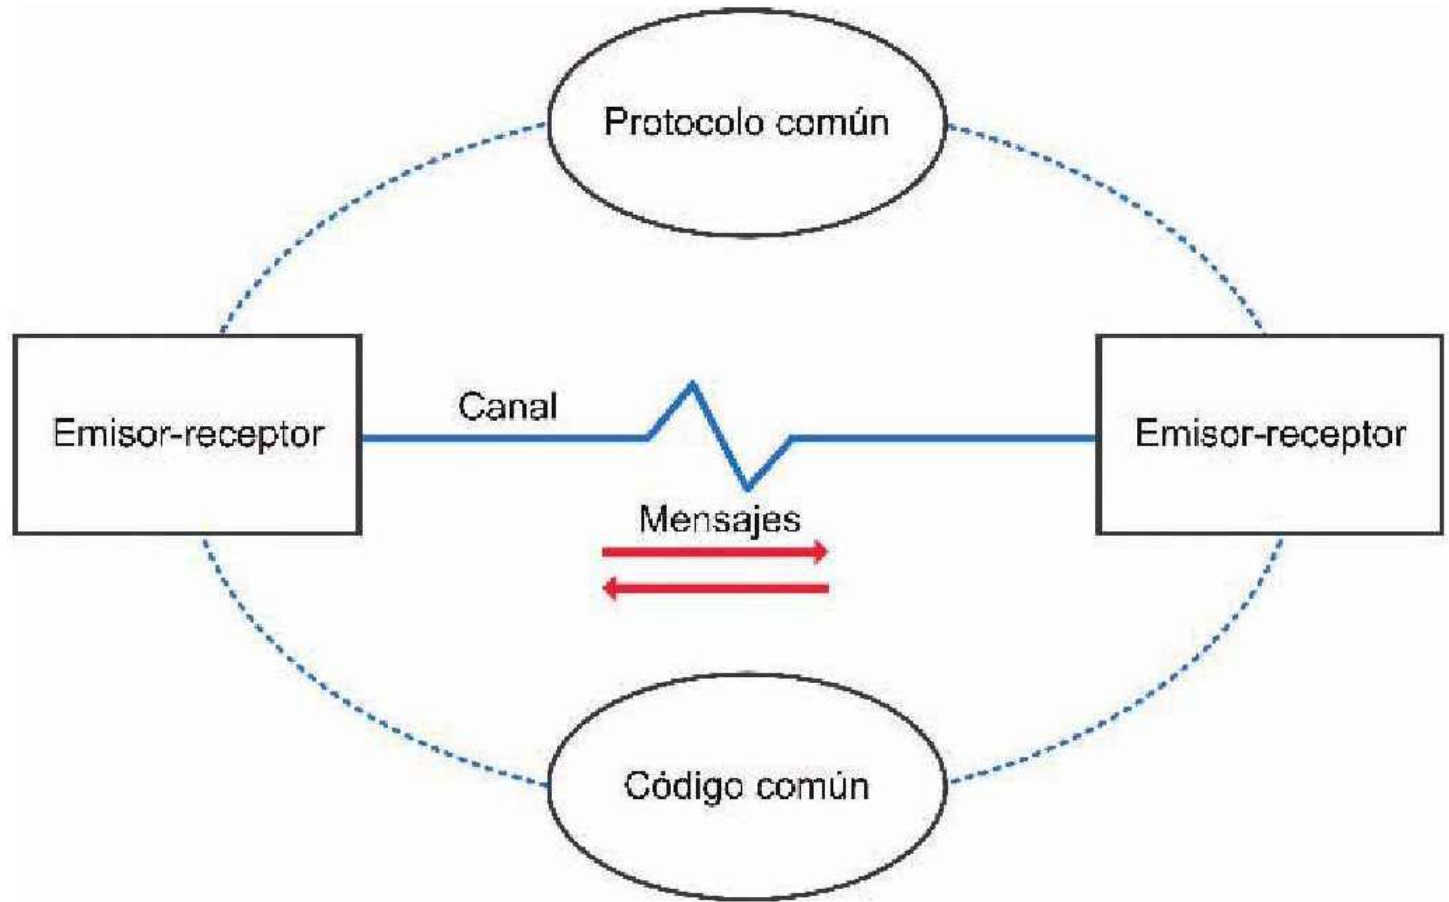 Protocolo común
Canal
Emisor-receptor
Emisor-receptor
Mensajes
Código común